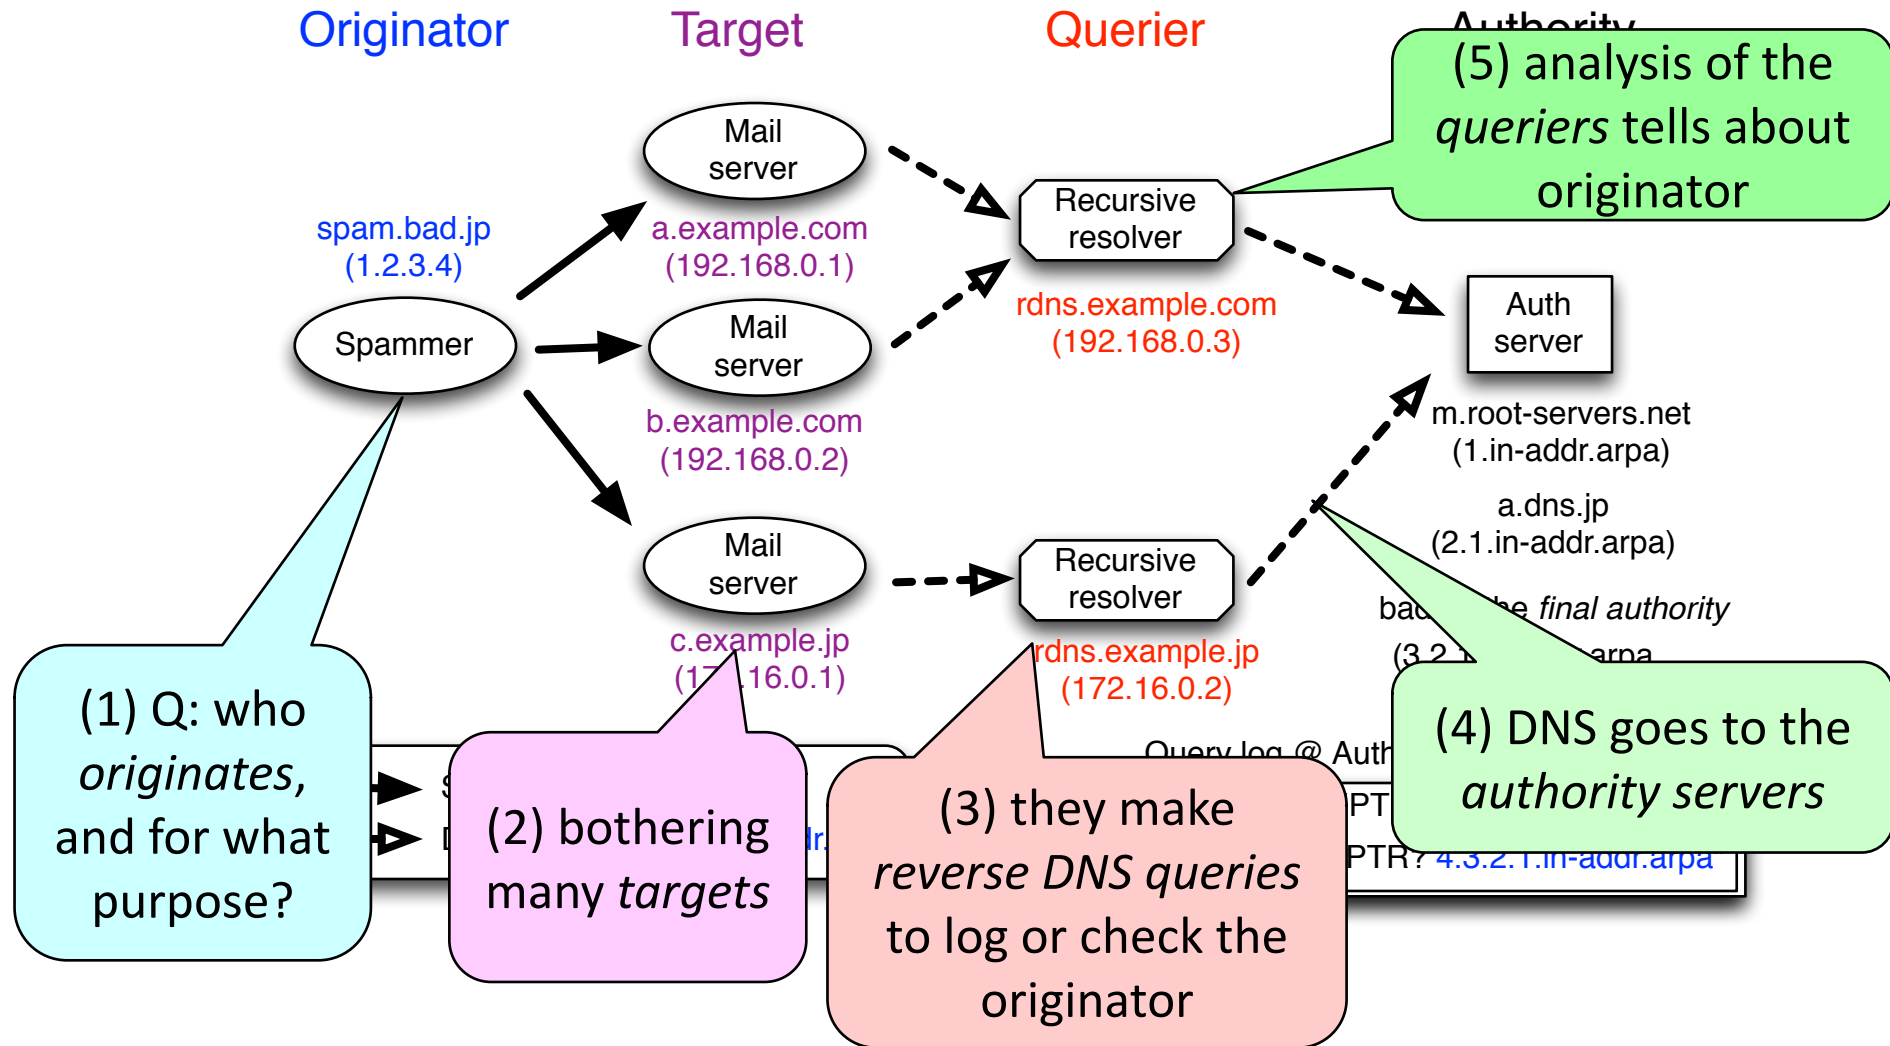 Originator
Target
Querier
Authority
(5) analysis of the
queriers tells about
originator
Mail
server
a.example.com
(192.168.0.1)
spam.bad.jp
(1.2.3.4)
Spammer
Mail
server
b.example.com
(192.168.0.2)
Mail
server
c.example.jp
16.0.1)
Recursive
resolver
rdns.example.com
(192.168.0.3)
Recursive
resolver
rdns.example.jp
(172.16.0.2)
Auth
server
m.root-servers.net
(1.in-addr.arpa)
a.dns.jp
(2.1.in-addr.arpa)
final authority
arpa
(1) Q: who
originates,
and for what
purpose?
(2) bothering
many targets
(3) they make
reverse DNS queries
to log or check the
originator
(4) DNS goes to the
authority servers
Query log @ Auth
PTR? 4.3.2.1.in-addr.arpa